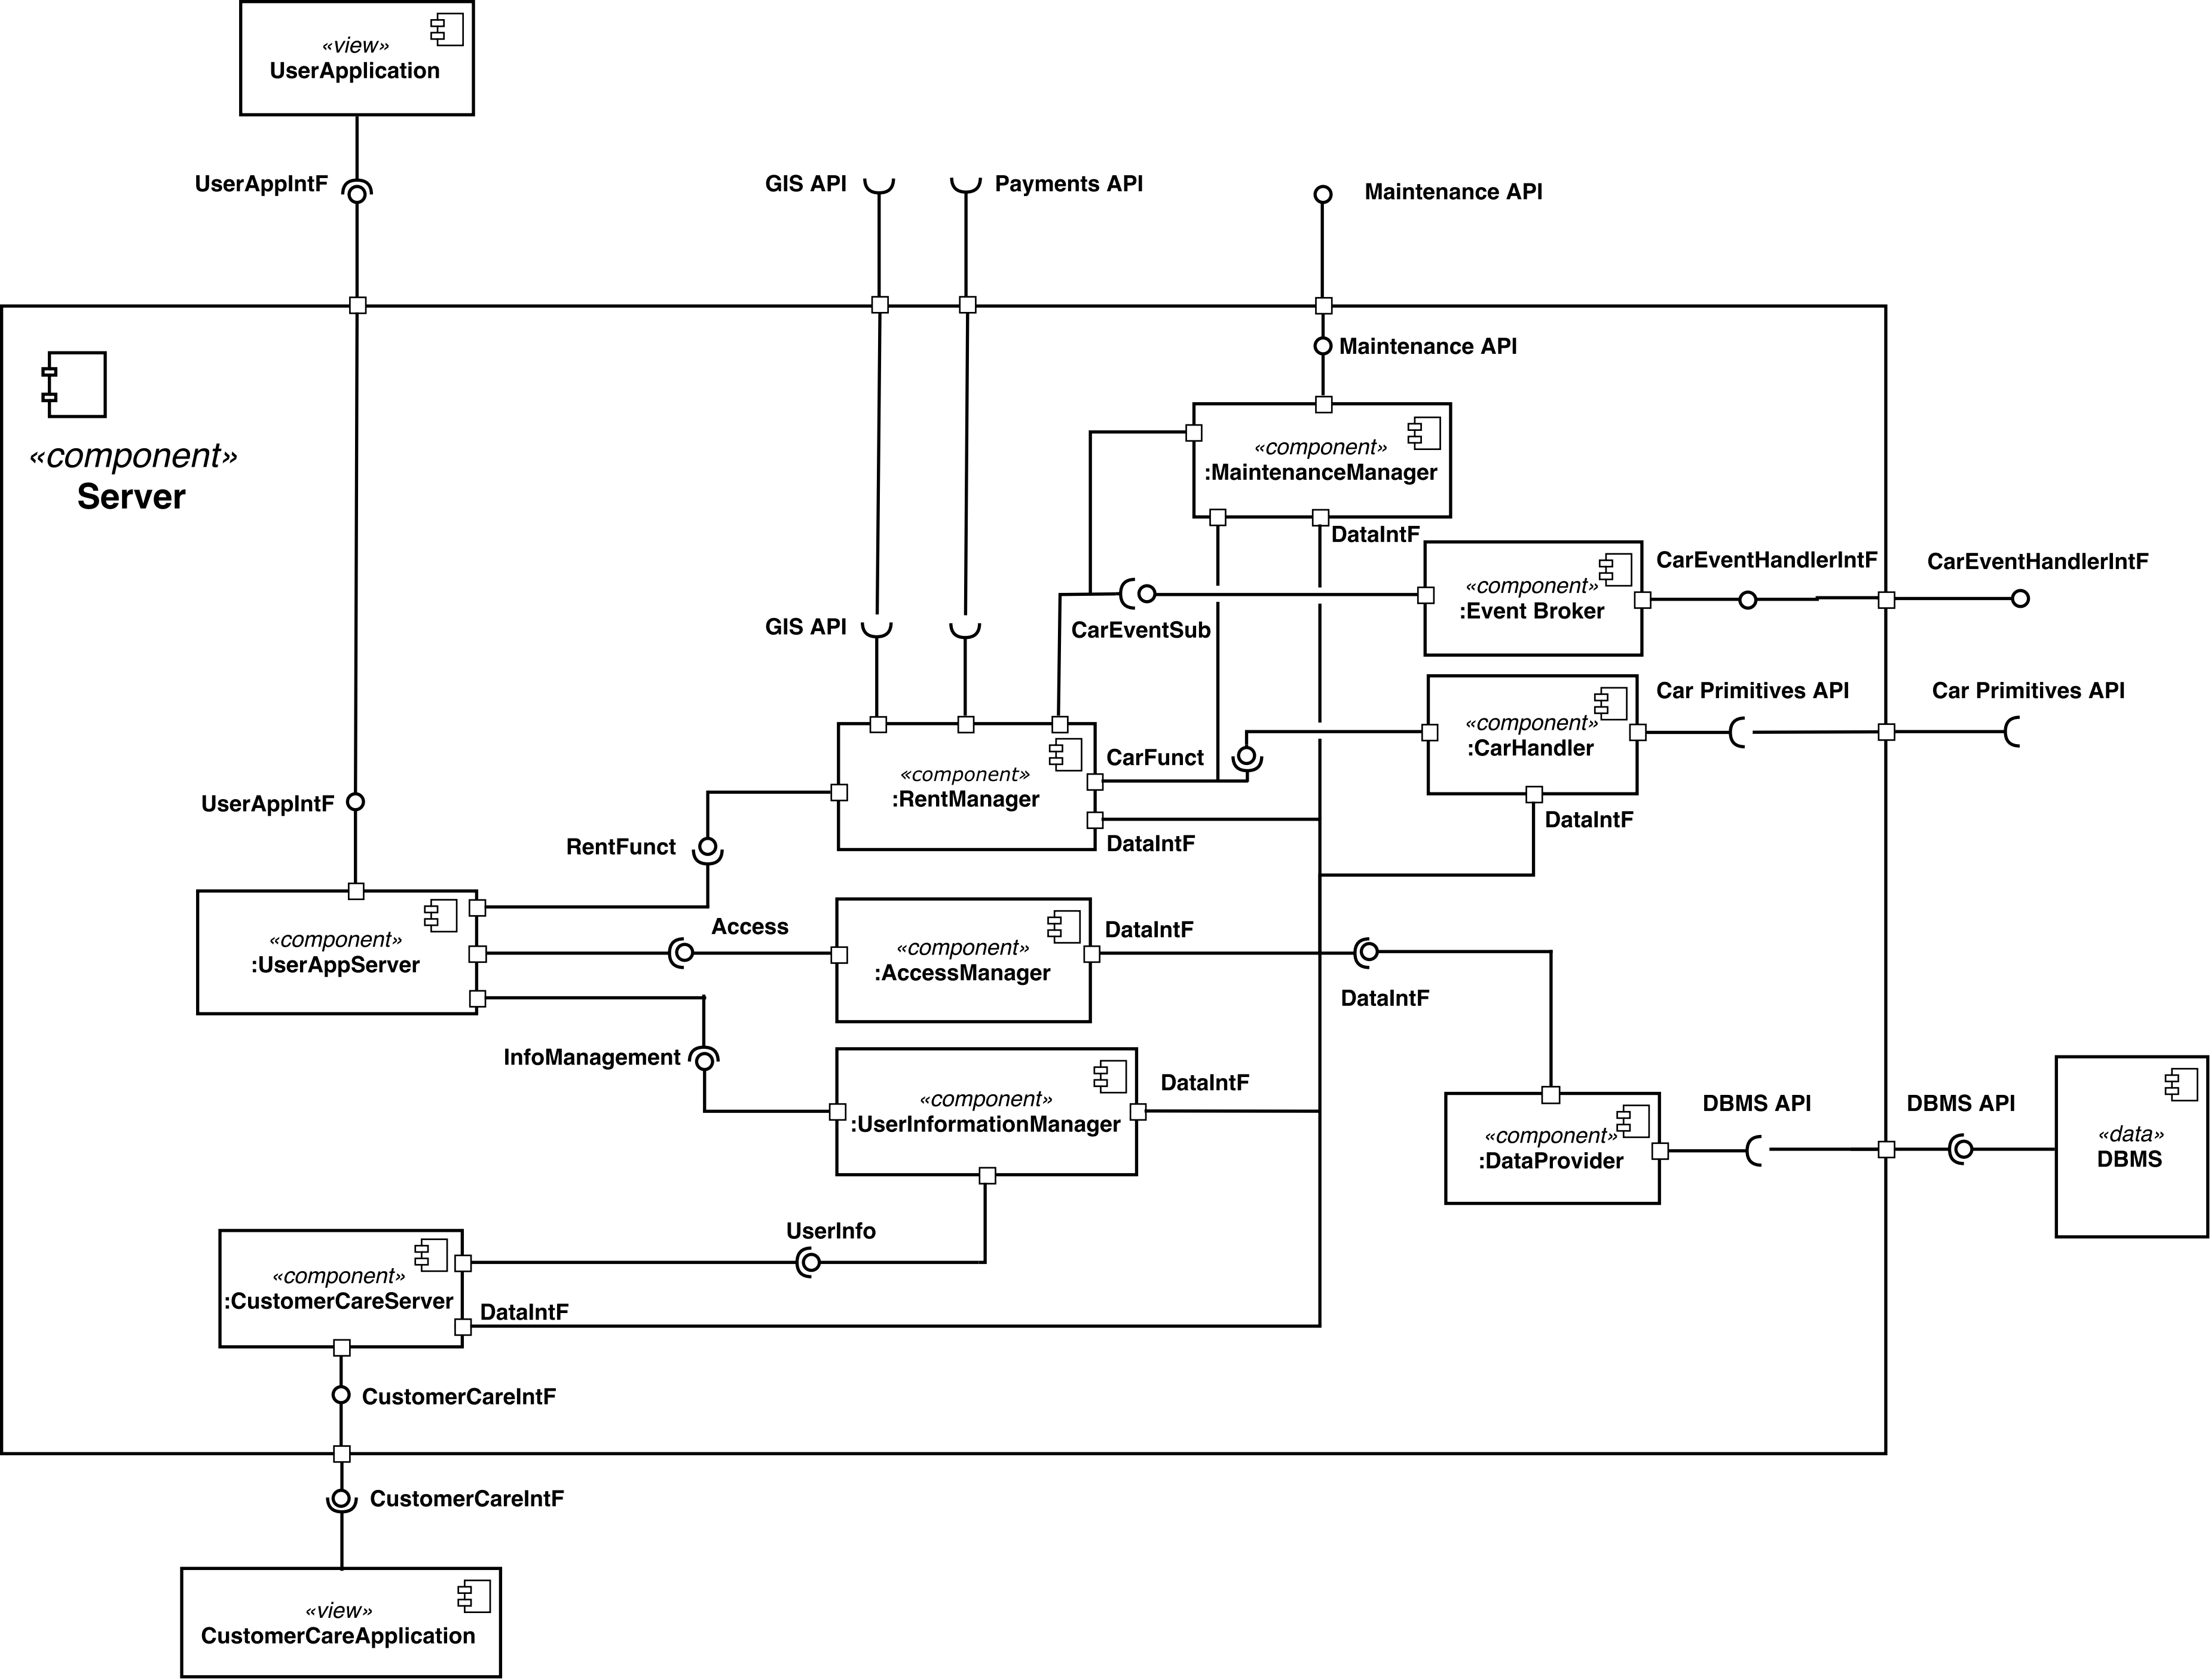 «view»
UserApplication
UserAppIntF
GIS API
Payments API
Maintenance API
Maintenance API
«component»
Server
«component»
:MaintenanceManager
DataIntF
«component»
:Event Broker
CarEventHandlerIntF
CarEventHandlerIntF
GIS API
CarEventSub
«component»
:CarHandler
Car Primitives API
Car Primitives API
DataIntF
«component»
:RentManager
CarFunct
DataIntF
UserAppIntF
RentFunct
«component»
:UserAppServer
Access
«component»
:AccessManager
DataIntF
DataIntF
InfoManagement
«component»
:UserInformationManager
DataIntF
«component»
:DataProvider
DBMS API
DBMS API
«data»
DBMS
UserInfo
«component»
:CustomerCareServer
DataIntF
CustomerCareIntF
CustomerCareIntF
«view»
CustomerCareApplication